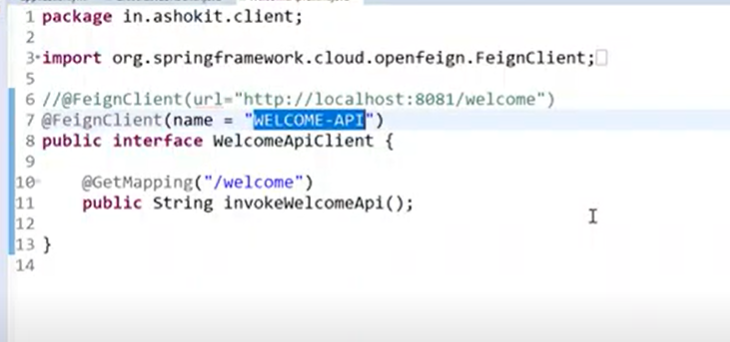 1 package in.ashokit.client;
2
3 import org.springframework.cloud.openfeign.FeignClient;
5
6 //@FeignClient(url="http://localhost:8081/welcome")
7 @FeignClient(name = "WELCOME-API")
8 public interface WelcomeApiClient {
9
10 @GetMapping("/welcome")
11 public String invokeWelcomeApi();
12
13 }
14